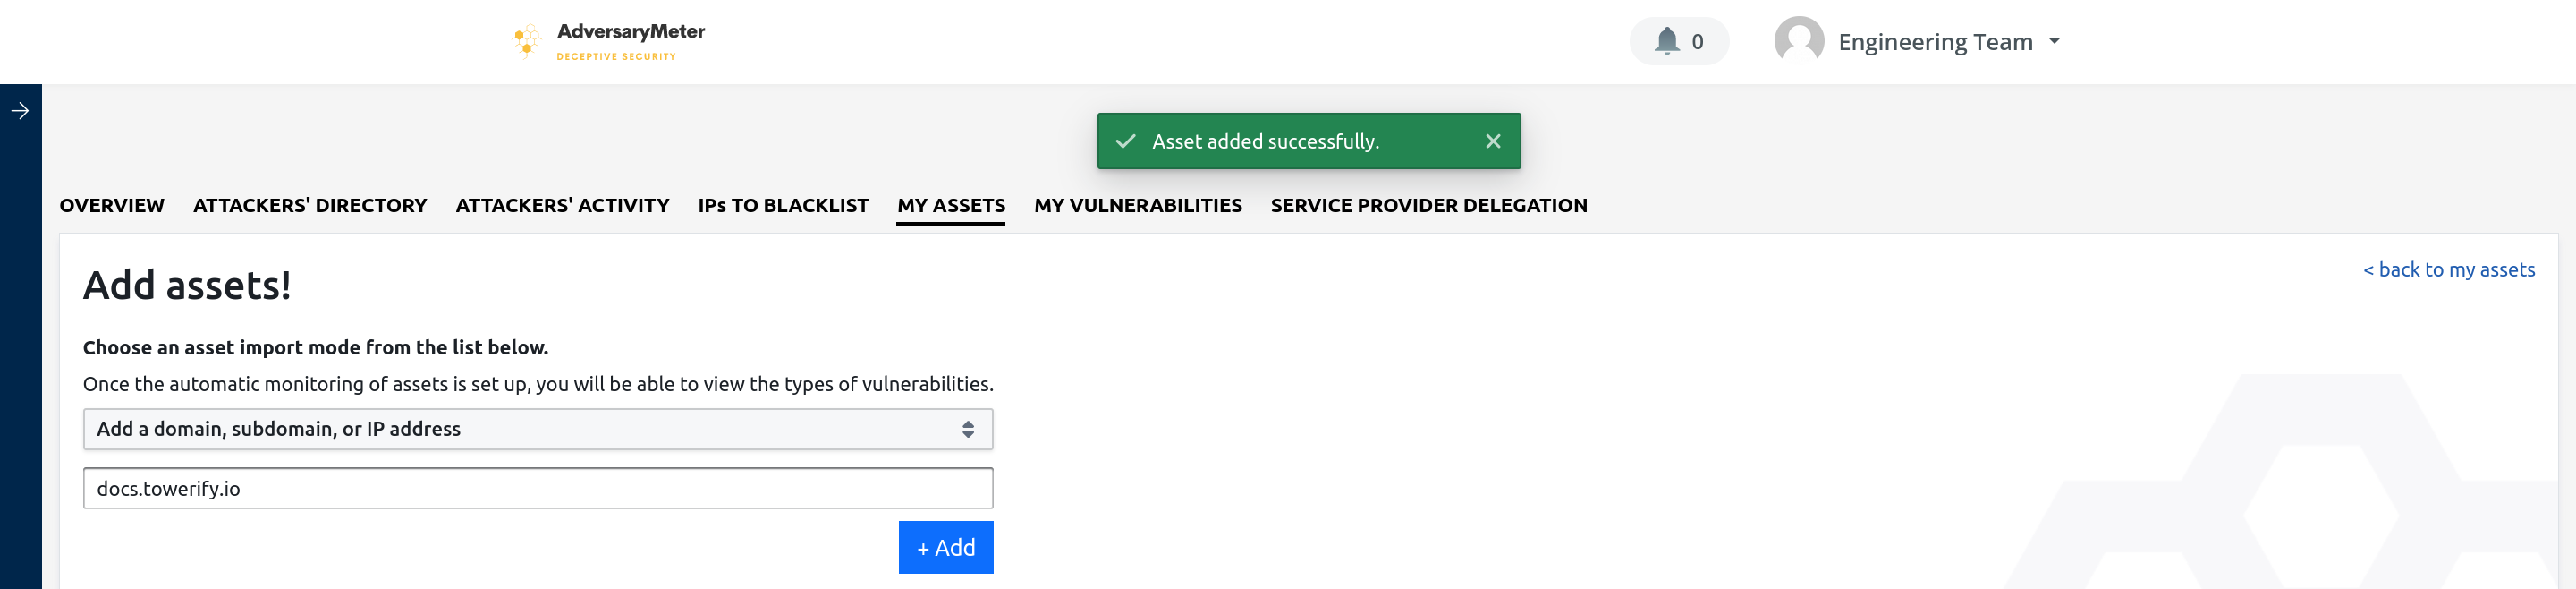 AdversaryMeter
DECEPTIVE SECURITY
0
Engineering Team
Asset added successfully.
OVERVIEW ATTACKERS' DIRECTORY ATTACKERS' ACTIVITY IPs TO BLACKLIST MY ASSETS MY VULNERABILITIES SERVICE PROVIDER DELEGATION
Add assets!
< back to my assets
Choose an asset import mode from the list below.
Once the automatic monitoring of assets is set up, you will be able to view the types of vulnerabilities.
Add a domain, subdomain, or IP address
docs.towerify.io
+ Add